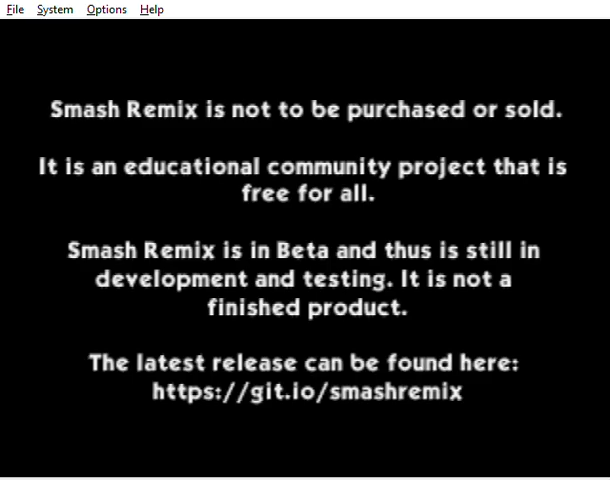 File System Options Help
Smash Remix is not to be purchased or sold.
It is an educational community project that is
free for all.
Smash Remix is in Beta and thus is still in
development and testing. It is not a
finished product.
The latest release can be found here:
https://git.io/smashremix